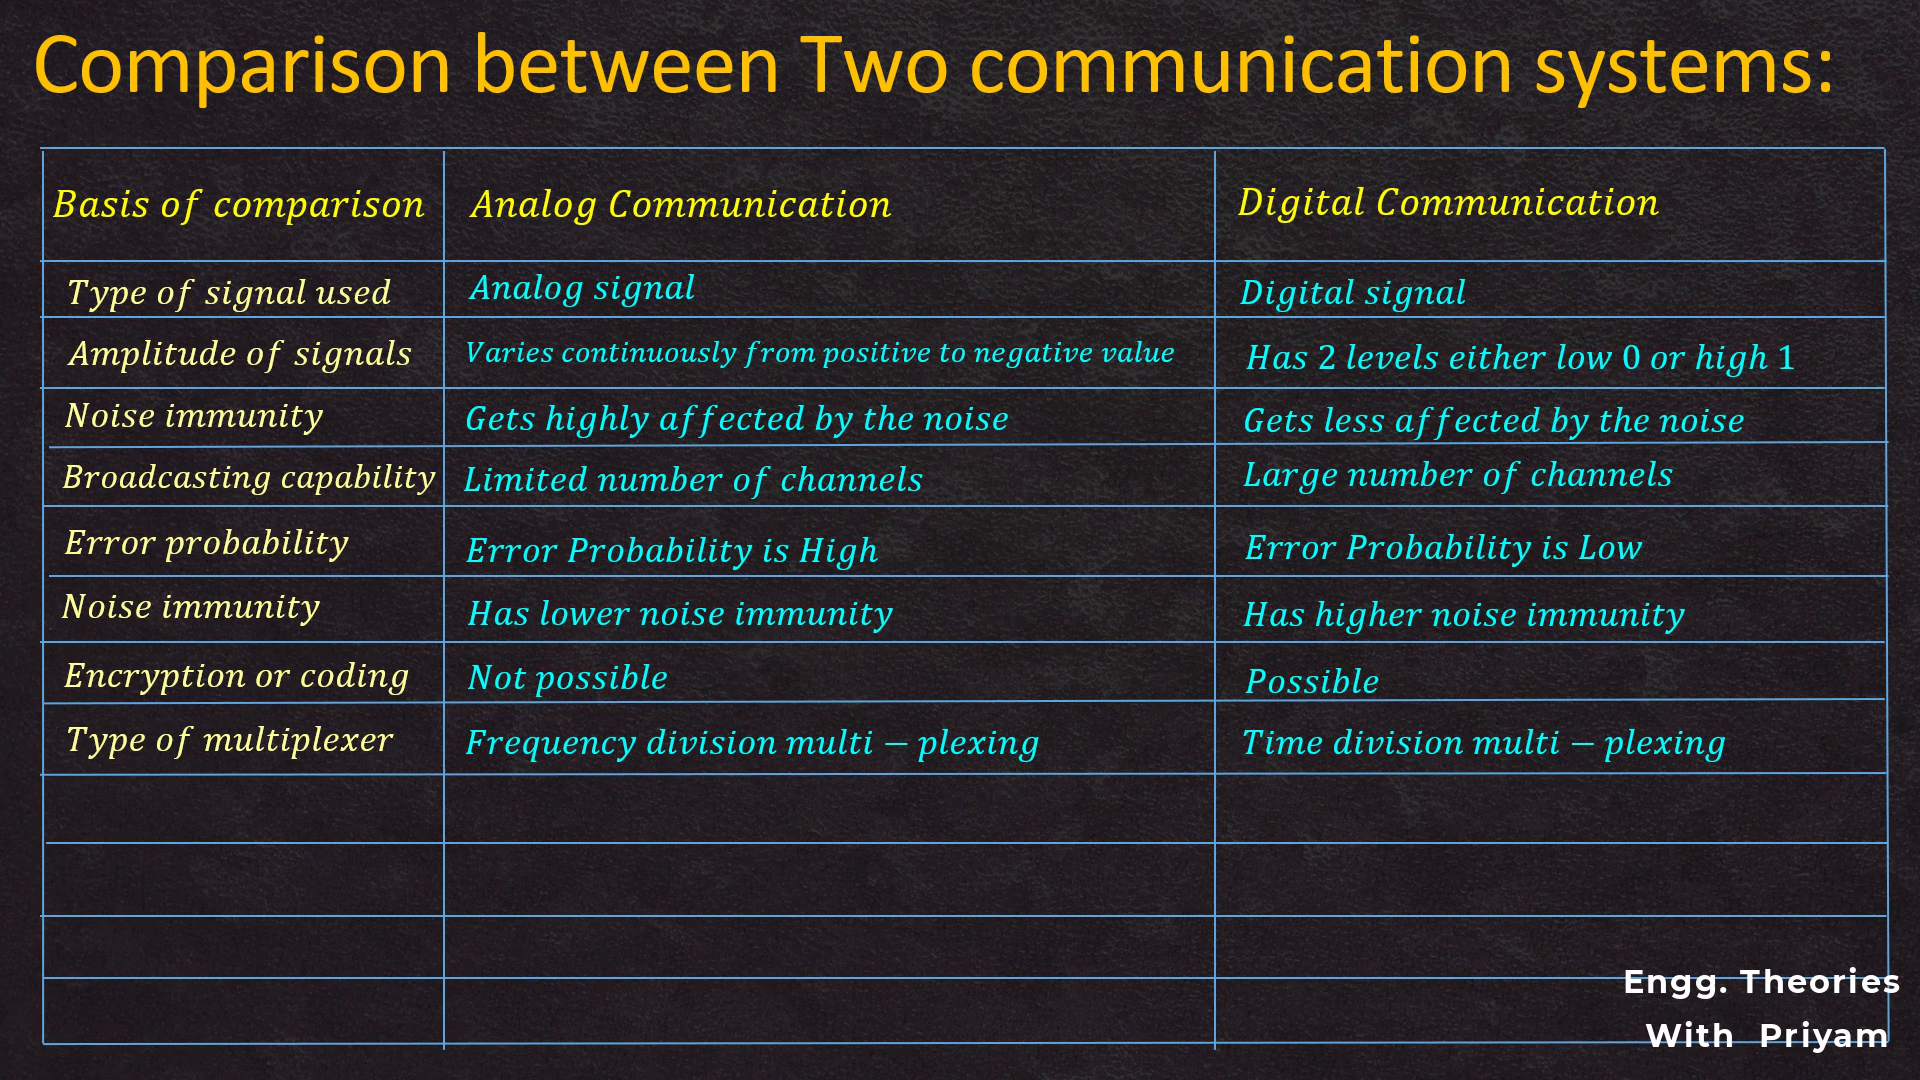 Comparison between Two communication systems:
Basis of comparison Analog Communication Digital Communication
Type of signal used Analog signal Digital signal
Amplitude of signals Varies continuously from positive to negative value Has 2 levels either low 0 or high 1
Noise immunity Gets highly affected by the noise Gets less affected by the noise
Broadcasting capability Limited number of channels Large number of channels
Error probability Error Probability is High Error Probability is Low
Noise immunity Has lower noise immunity Has higher noise immunity
Encryption or coding Not possible Possible
Type of multiplexer Frequency division multi – plexing Time division multi – plexing
Engg. Theories
With Priyam